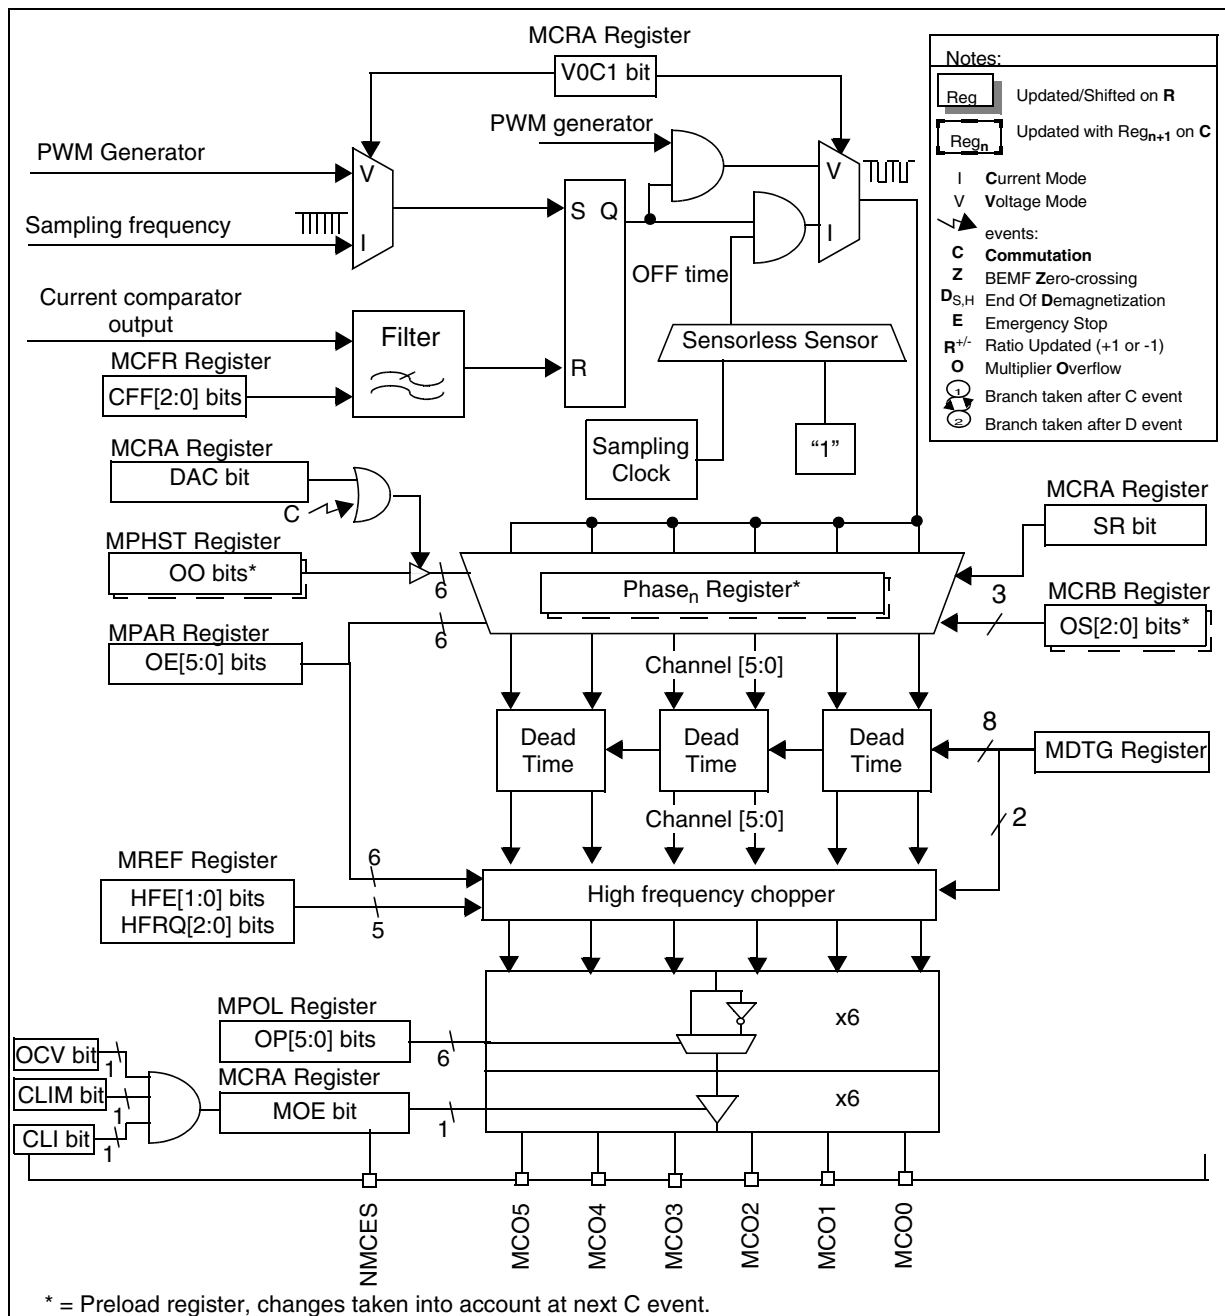 MCRA Register
V0C1 bit
PWM generator
PWM Generator
V
Sampling frequency
I
S Q
R
V
I
OFF time
Current comparator
output
MCFR Register
CFF[2:0] bits
Filter
Sensorless Sensor
Sampling
Clock
“1”
MCRA Register
DAC bit
C
MPHST Register
OO bits*
6
Phasen Register*
MCRA Register
SR bit
3
MCRB Register
OS[2:0] bits*
MPAR Register
OE[5:0] bits
6
Channel [5:0]
Dead
Time
Dead
Time
Dead
Time
8
MDTG Register
2
Channel [5:0]
MREF Register
HFE[1:0] bits
HFRQ[2:0] bits
6
5
High frequency chopper
MPOL Register
OP[5:0] bits
6
x6
OCV bit
1
CLIM bit
1
CLI bit
1
MCRA Register
MOE bit
1
x6
NMCES
MCO5
MCO4
MCO3
MCO2
MCO1
MCO0
* = Preload register, changes taken into account at next C event.
Notes:
Reg Updated/Shifted on R
Regn Updated with Regn+1 on C
I Current Mode
V Voltage Mode
events:
C Commutation
Z BEMF Zero-crossing
DS,H End Of Demagnetization
E Emergency Stop
R+/- Ratio Updated (+1 or -1)
O Multiplier Overflow
1 Branch taken after C event
2 Branch taken after D event